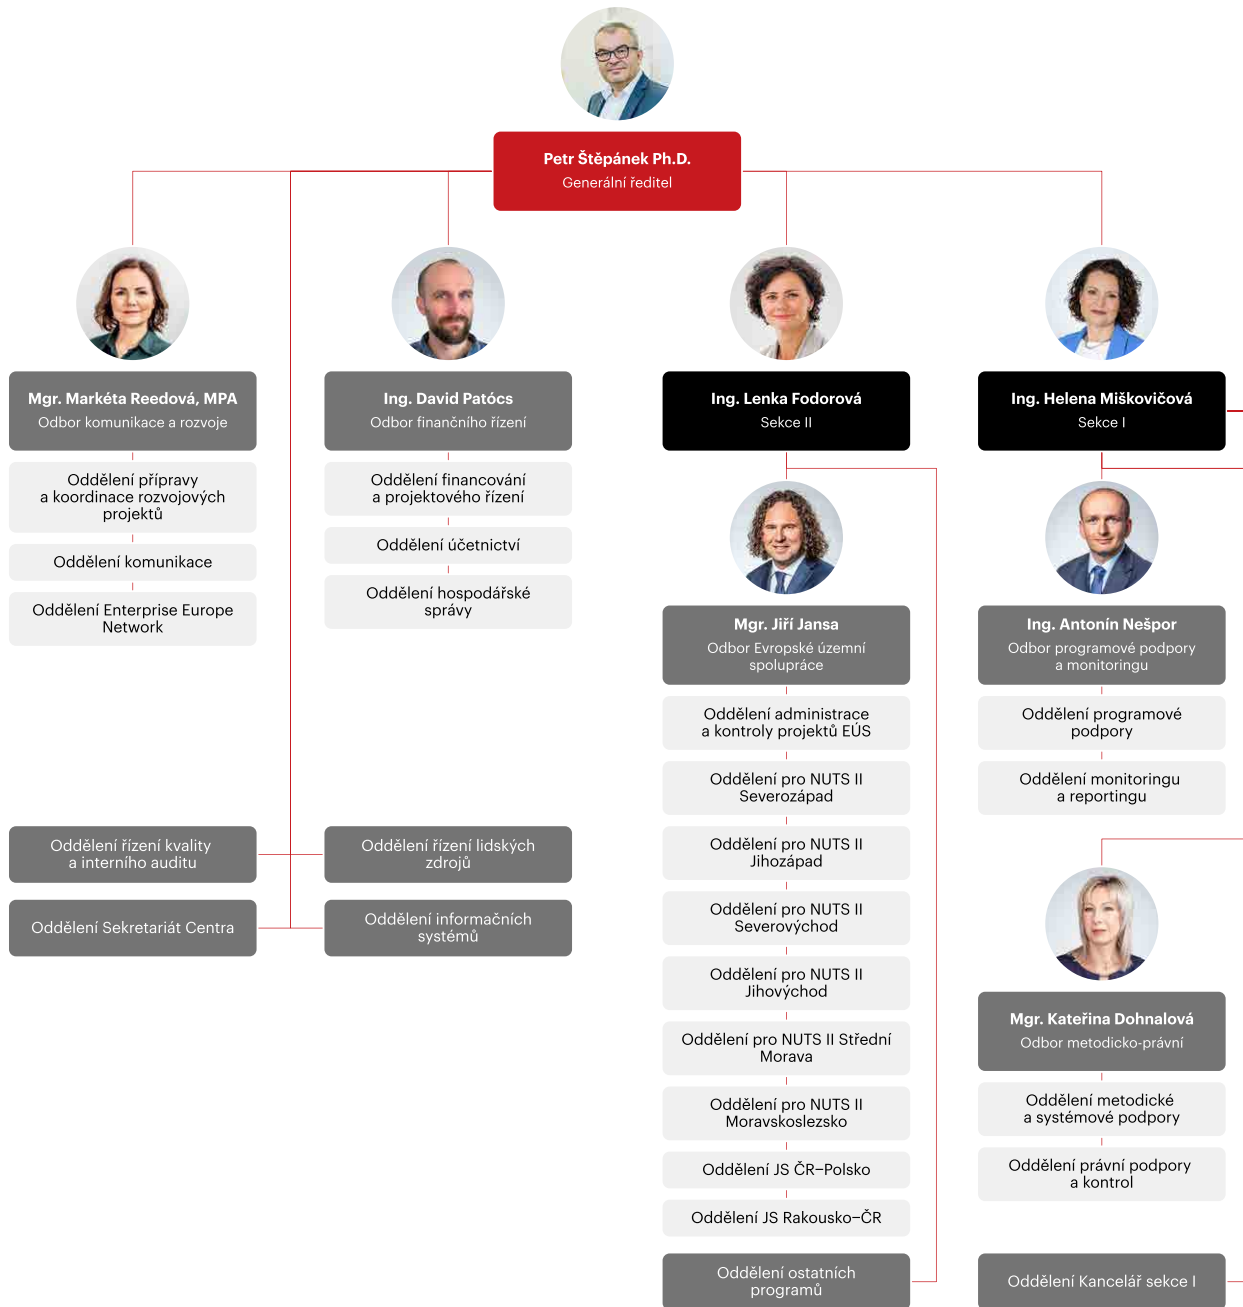 Petr Štěpánek Ph.D.
Generální ředitel
Mgr. Markéta Reedová, MPA
Odbor komunikace a rozvoje
Oddělení přípravy
a koordinace rozvojových
projektů
Oddělení komunikace
Oddělení Enterprise Europe
Network
Ing. David Patócs
Odbor finančního řízení
Oddělení financování
a projektového řízení
Oddělení účetnictví
Oddělení hospodářské
správy
Oddělení řízení kvality
a interního auditu
Oddělení řízení lidských
zdrojů
Oddělení Sekretariát Centra
Oddělení informačních
systémů
Ing. Lenka Fodorová
Sekce II
Mgr. Jiří Jansa
Odbor Evropské územní
spolupráce
Oddělení administrace
a kontroly projektů EÚS
Oddělení pro NUTS II
Severozápad
Oddělení pro NUTS II
Jihozápad
Oddělení pro NUTS II
Severovýchod
Oddělení pro NUTS II
Jihovýchod
Oddělení pro NUTS II Střední
Morava
Oddělení pro NUTS II
Moravskoslezsko
Oddělení JS ČR–Polsko
Oddělení JS Rakousko–ČR
Oddělení ostatních
programů
Ing. Helena Miškovičová
Sekce I
Ing. Antonín Nešpor
Odbor programové podpory
a monitoringu
Oddělení programové
podpory
Oddělení monitoringu
a reportingu
Mgr. Kateřina Dohnalová
Odbor metodicko-právní
Oddělení metodické
a systémové podpory
Oddělení právní podpory
a kontrol
Oddělení Kancelář sekce I